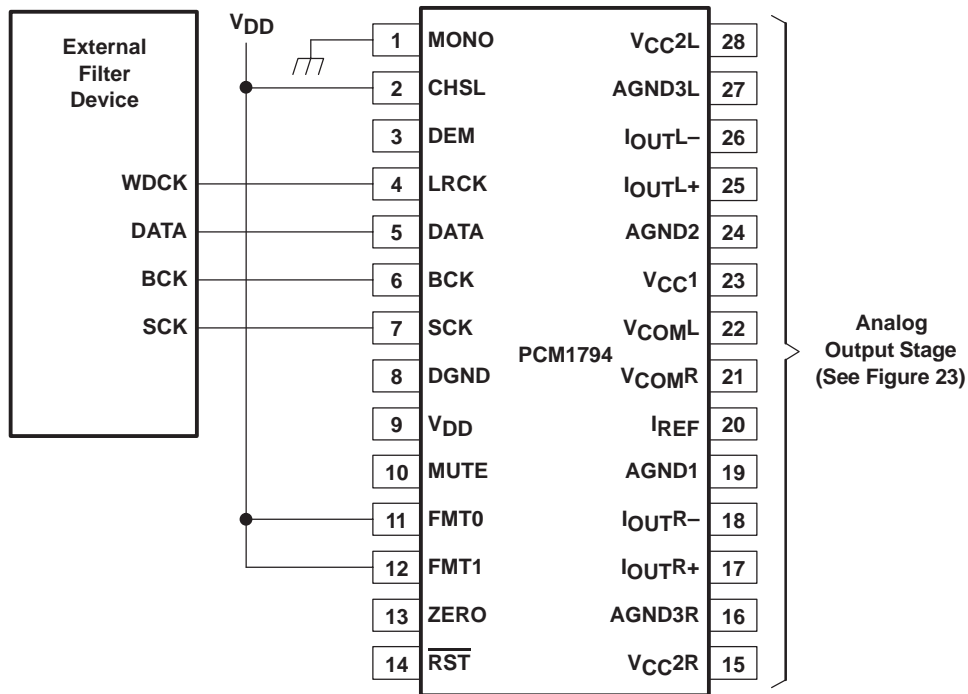 External
Filter
Device
WDCK
DATA
BCK
SCK
VDD
1 MONO
2 CHSL
3 DEM
4 LRCK
5 DATA
6 BCK
7 SCK
8 DGND
9 VDD
10 MUTE
11 FMT0
12 FMT1
13 ZERO
14 RST
PCM1794
VCC2L 28
AGND3L 27
IOUTL– 26
IOUTL+ 25
AGND2 24
VCC1 23
VCOML 22
VCOMR 21
IREF 20
AGND1 19
IOUTR– 18
IOUTR+ 17
AGND3R 16
VCC2R 15
Analog
Output Stage
(See Figure 23)